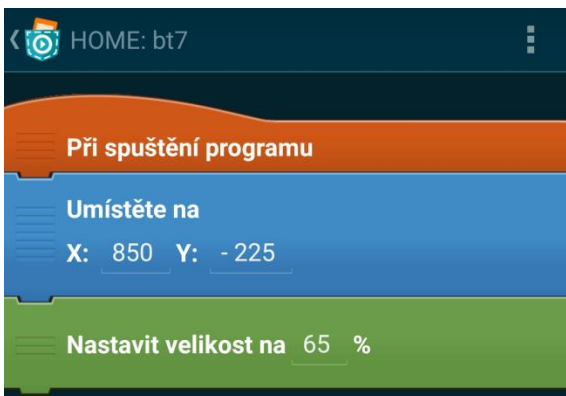 HOME: bt7
Při spuštění programu
Umístěte na
X: 850 Y: - 225
Nastavit velikost na 65 %